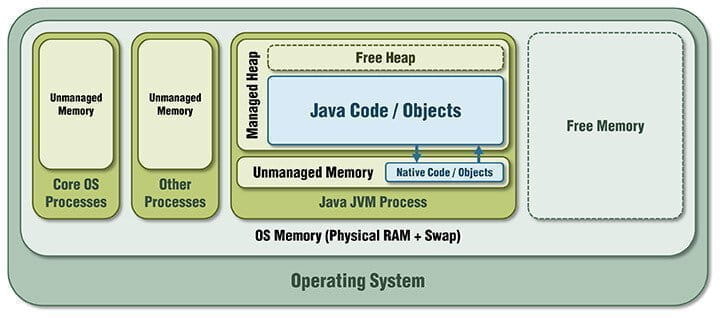 Unmanaged
Memory
Core OS
Processes
Unmanaged
Memory
Other
Processes
Managed Heap
Free Heap
Java Code / Objects
Unmanaged Memory
Native Code / Objects
Java JVM Process
Free Memory
OS Memory (Physical RAM + Swap)
Operating System